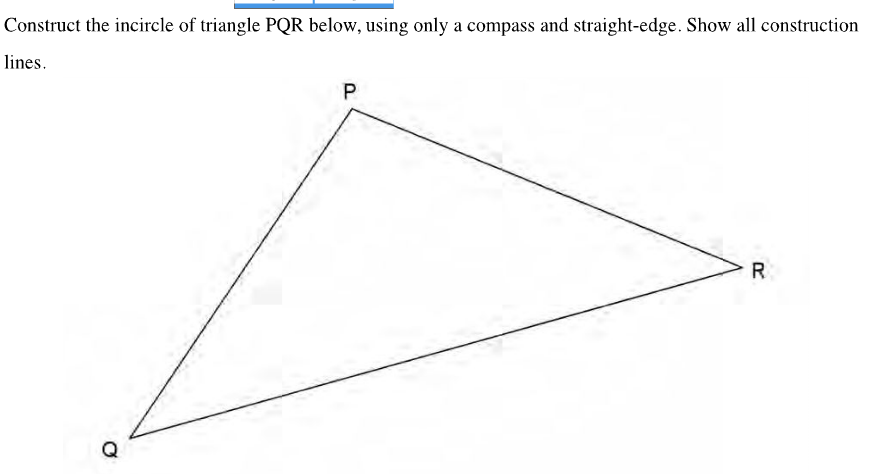 Construct the incircle of triangle PQR below, using only a compass and straight-edge. Show all construction
lines.
P
R
Q